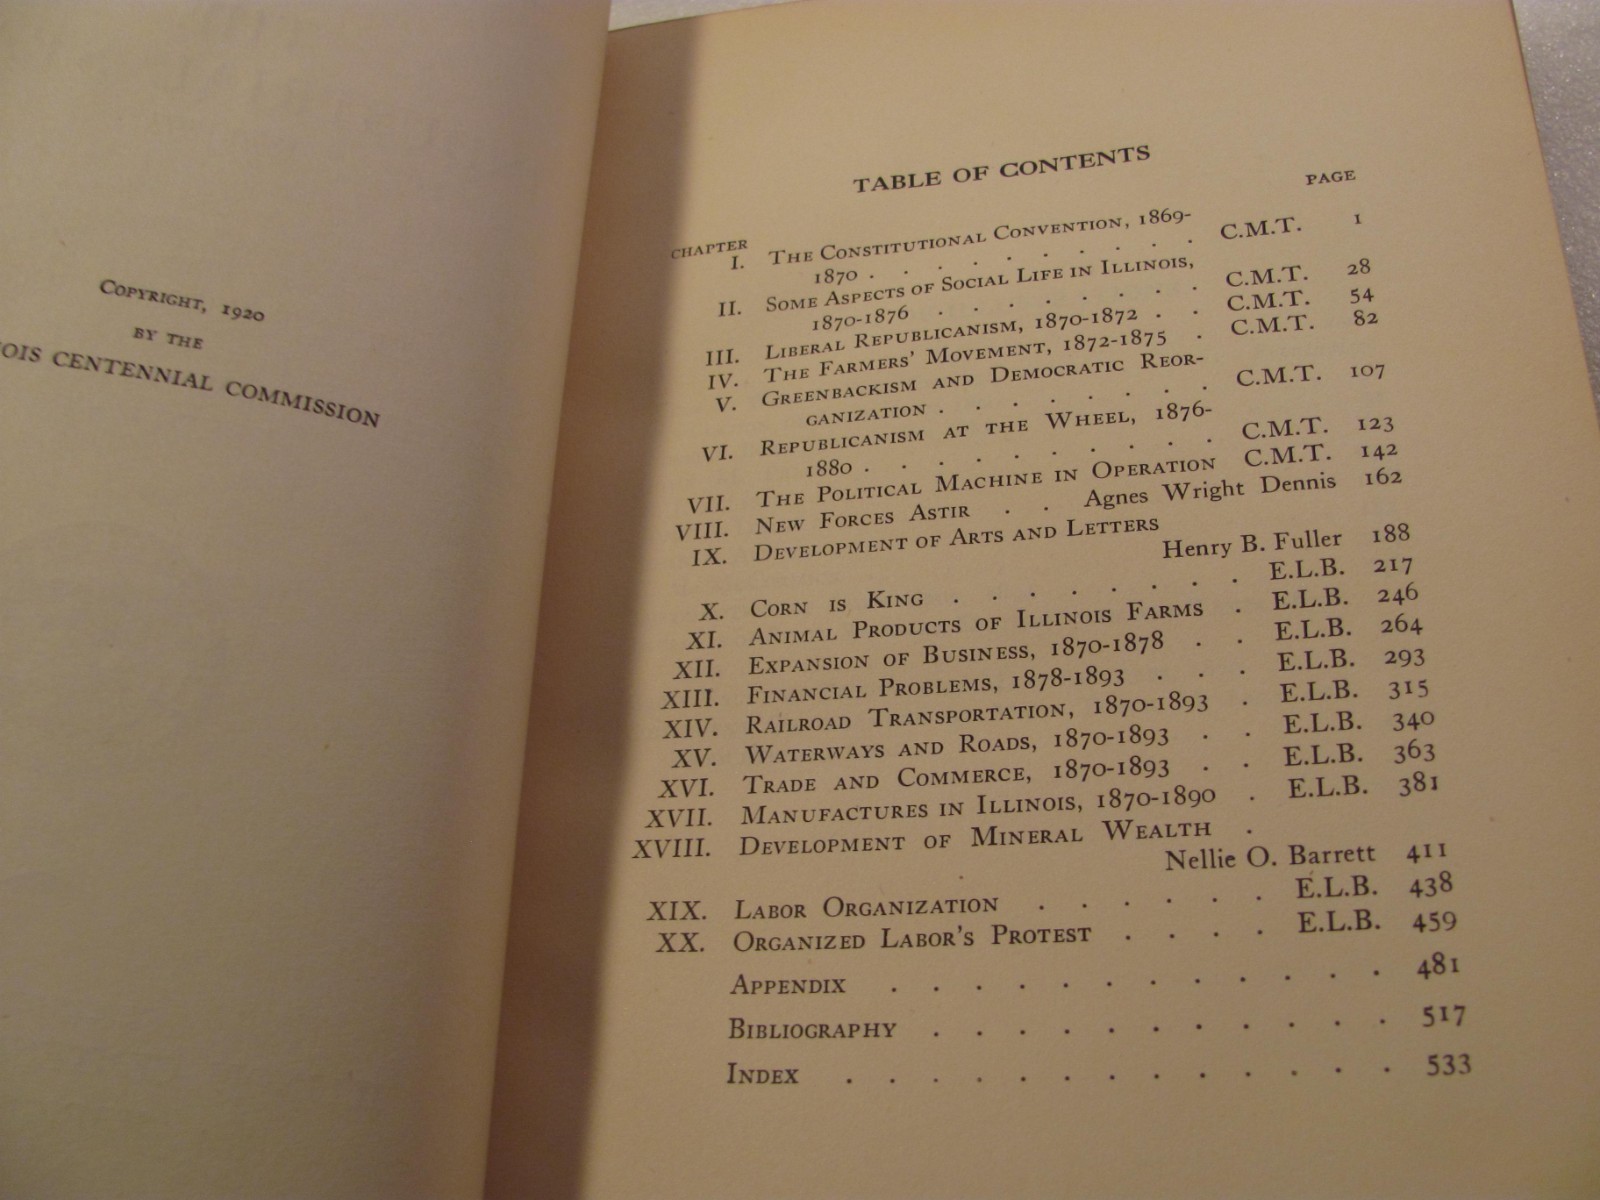 COPYRIGHT, 1920
BY THE
OIS CENTENNIAL COMMISSION
TABLE OF CONTENTS
CHAPTER PAGE
I. THE CONSTITUTIONAL CONVENTION, 1869-
1870 . . . . . . . . . C.M.T. 1
II. SOME ASPECTS OF SOCIAL LIFE IN ILLINOIS,
1870-1876 . . . . . . . C.M.T. 28
III. LIBERAL REPUBLICANISM, 1870-1872 . . C.M.T. 54
IV. THE FARMERS' MOVEMENT, 1872-1875 . C.M.T. 82
V. GREENBACKISM AND DEMOCRATIC REOR-
GANIZATION . . . . . . . . C.M.T. 107
VI. REPUBLICANISM AT THE WHEEL, 1876-
1880 . . . . . . . . . . C.M.T. 123
VII. THE POLITICAL MACHINE IN OPERATION C.M.T. 142
VIII. NEW FORCES ASTIR . . Agnes Wright Dennis 162
IX. DEVELOPMENT OF ARTS AND LETTERS
Henry B. Fuller 188
X. CORN IS KING . . . . . . . . E.L.B. 217
XI. ANIMAL PRODUCTS OF ILLINOIS FARMS . E.L.B. 246
XII. EXPANSION OF BUSINESS, 1870-1878 . . E.L.B. 264
XIII. FINANCIAL PROBLEMS, 1878-1893 . . . E.L.B. 293
XIV. RAILROAD TRANSPORTATION, 1870-1893 . E.L.B. 315
XV. WATERWAYS AND ROADS, 1870-1893 . . E.L.B. 340
XVI. TRADE AND COMMERCE, 1870-1893 . . E.L.B. 363
XVII. MANUFACTURES IN ILLINOIS, 1870-1890 . E.L.B. 381
XVIII. DEVELOPMENT OF MINERAL WEALTH .
Nellie O. Barrett 411
XIX. LABOR ORGANIZATION . . . . . . E.L.B. 438
XX. ORGANIZED LABOR'S PROTEST . . . . E.L.B. 459
APPENDIX . . . . . . . . . . . . 481
BIBLIOGRAPHY . . . . . . . . . . . 517
INDEX . . . . . . . . . . . . . 533